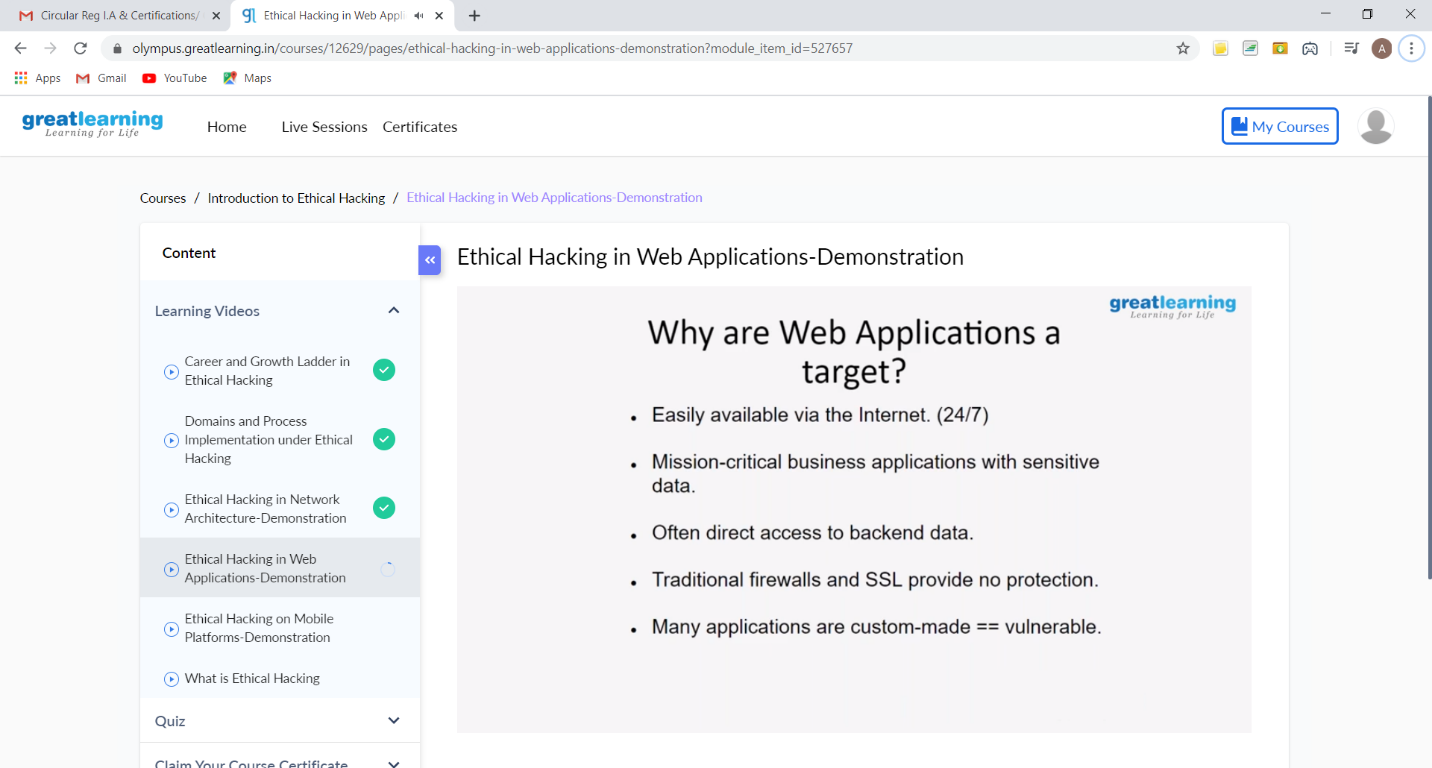 Circular Reg I.A & Certifications/
Ethical Hacking in Web Appli
olympus.greatlearning.in/courses/12629/pages/ethical-hacking-in-web-applications-demonstration?module_item_id=527657
A
Apps Gmail YouTube Maps
greatlearning
Learning for Life
Home Live Sessions Certificates
My Courses
Courses / Introduction to Ethical Hacking / Ethical Hacking in Web Applications-Demonstration
Content
Learning Videos
Career and Growth Ladder in
Ethical Hacking
Domains and Process
Implementation under Ethical
Hacking
Ethical Hacking in Network
Architecture-Demonstration
Ethical Hacking in Web
Applications-Demonstration
Ethical Hacking on Mobile
Platforms-Demonstration
What is Ethical Hacking
Quiz
Claim Your Course Certificate
Ethical Hacking in Web Applications-Demonstration
greatlearning
Learning for Life
Why are Web Applications a
target?
• Easily available via the Internet. (24/7)
• Mission-critical business applications with sensitive
data.
• Often direct access to backend data.
• Traditional firewalls and SSL provide no protection.
• Many applications are custom-made == vulnerable.